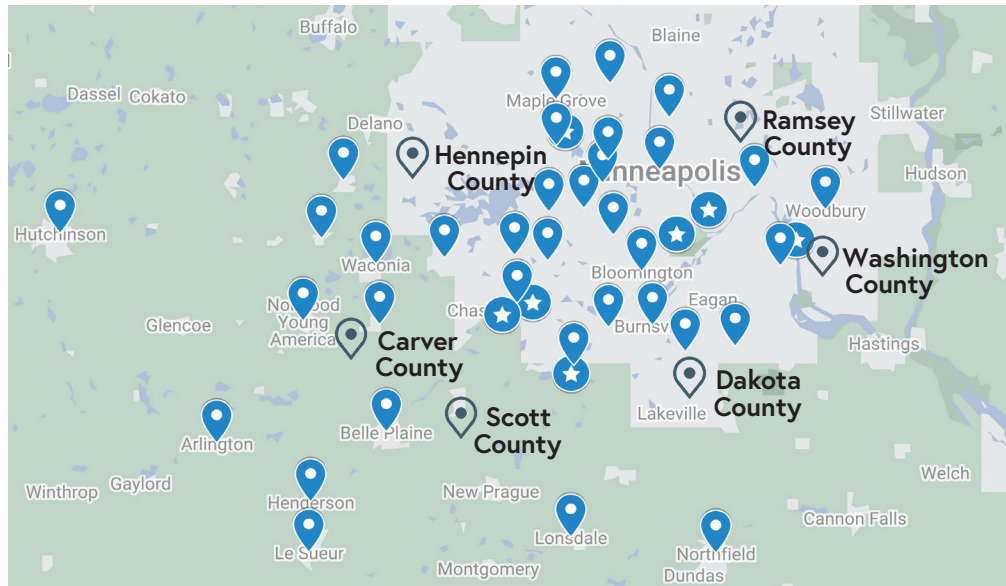 Buffalo
Blaine
Dassel
Cokato
Maple Grove
Stillwater
Delano
Ramsey
County
Hennepin
County
Minneapolis
Hudson
Woodbury
Hutchinson
Waconia
Bloomington
Washington
County
Norwood
Young
America
Chas
Eagan
Glencoe
Burnsv
Carver
County
Hastings
Dakota
County
Scott
County
Lakeville
Arlington
Belle Plaine
Welch
Winthrop
Gaylord
Henderson
New Prague
Cannon Falls
Le Sueur
Lonsdale
Northfield
Montgomery
Dundas